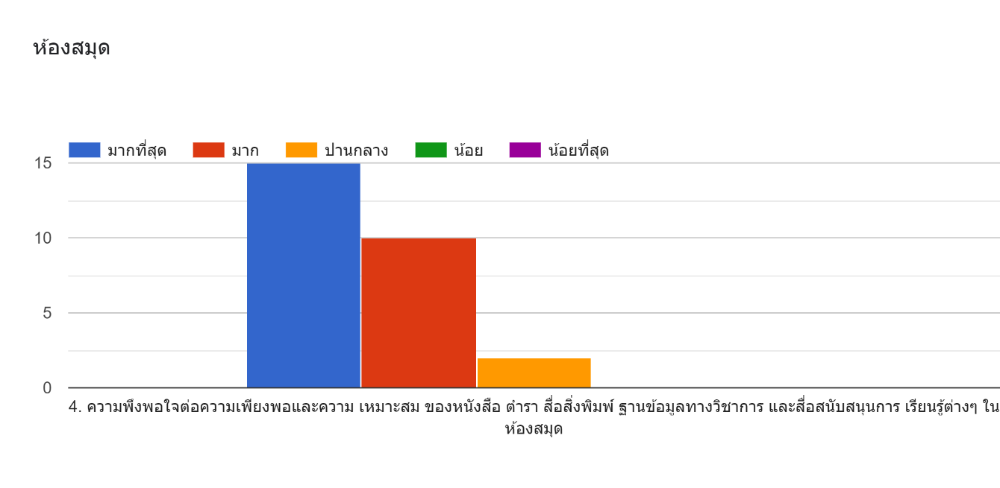 ห้องสมุด
มากที่สุด มาก ปานกลาง น้อย น้อยที่สุด
15
10
5
0
4. ความพึงพอใจต่อความเพียงพอและความ เหมาะสม ของหนังสือ ตำรา สื่อสิ่งพิมพ์ ฐานข้อมูลทางวิชาการ และสื่อสนับสนุนการ เรียนรู้ต่างๆ ใน
ห้องสมุด